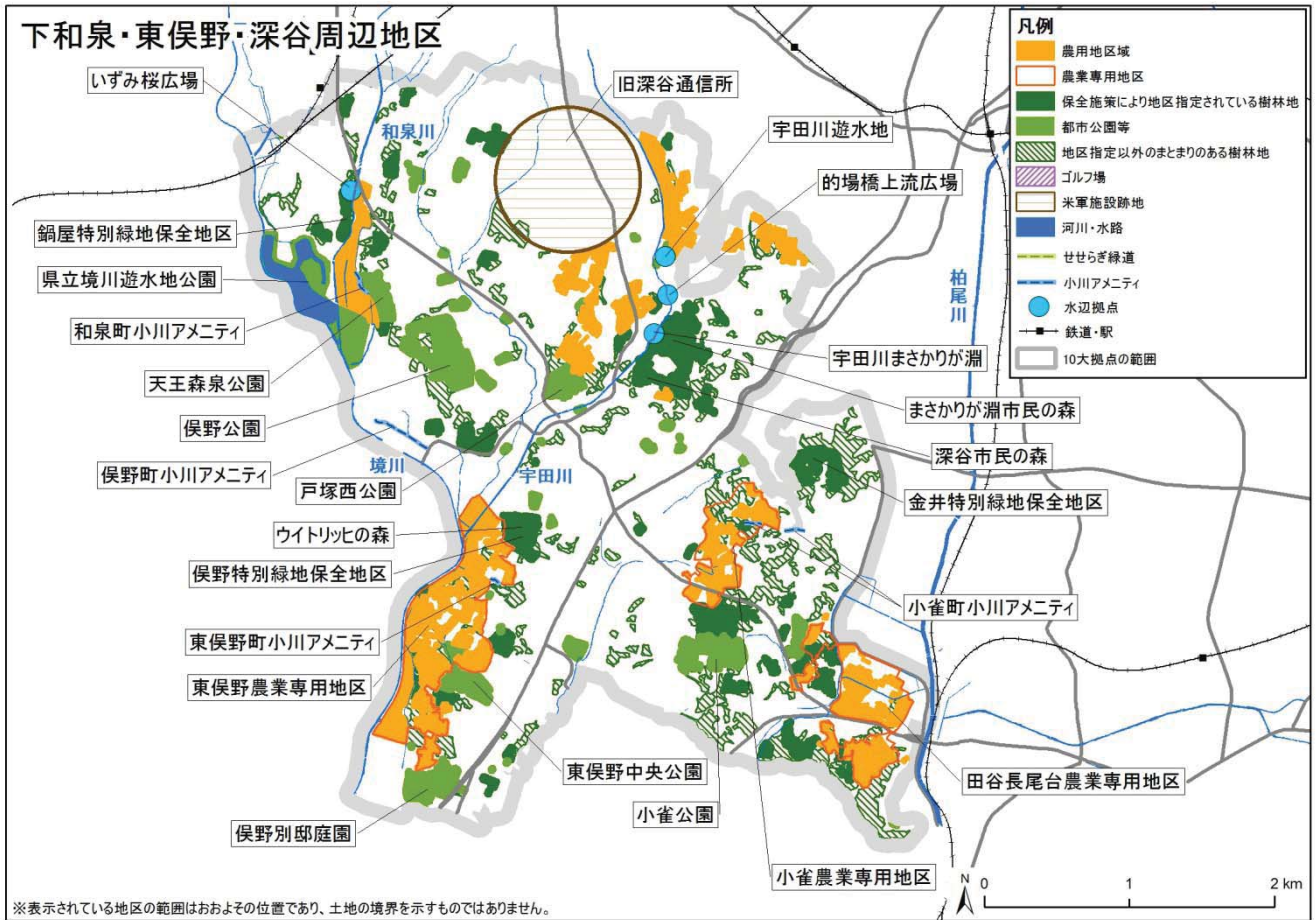 下和泉・東俣野・深谷周辺地区
いずみ桜広場
旧深谷通信所
和泉川
宇田川遊水地
的場橋上流広場
鍋屋特別緑地保全地区
県立境川遊水地公園
和泉町小川アメニティ
天王森泉公園
俣野公園
俣野町小川アメニティ
境川
戸塚西公園
宇田川
柏尾川
宇田川まさかりが淵
まさかりが淵市民の森
深谷市民の森
金井特別緑地保全地区
ウイトリッヒの森
俣野特別緑地保全地区
東俣野町小川アメニティ
東俣野農業専用地区
小雀町小川アメニティ
東俣野中央公園
俣野別邸庭園
小雀公園
田谷長尾台農業専用地区
小雀農業専用地区
凡例
農用地区域
農業専用地区
保全施策により地区指定されている樹林地
都市公園等
地区指定以外のまとまりのある樹林地
ゴルフ場
米軍施設跡地
河川・水路
せせらぎ緑道
小川アメニティ
水辺拠点
鉄道・駅
10大拠点の範囲
N
0 1 2 km
※表示されている地区の範囲はおおよその位置であり、土地の境界を示すものではありません。